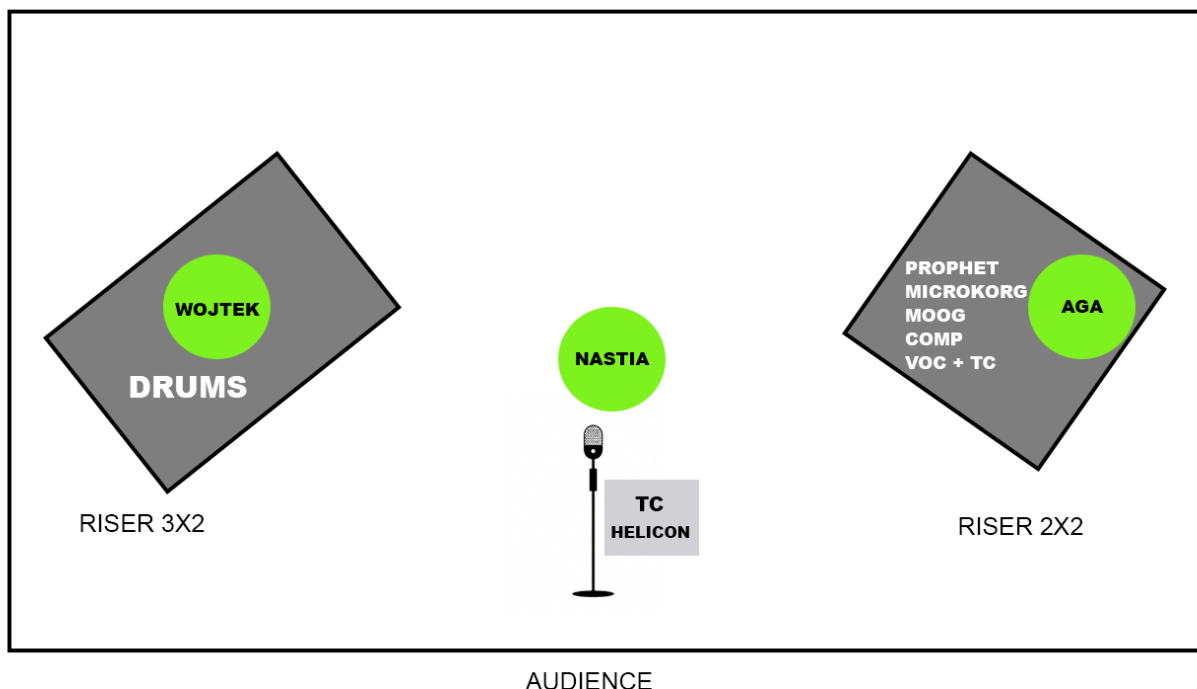 WOJTEK
DRUMS
RISER 3X2
NASTIA
TC
HELICON
PROPHET
MICROKORG
MOOG
COMP
VOC + TC
AGA
RISER 2X2
AUDIENCE